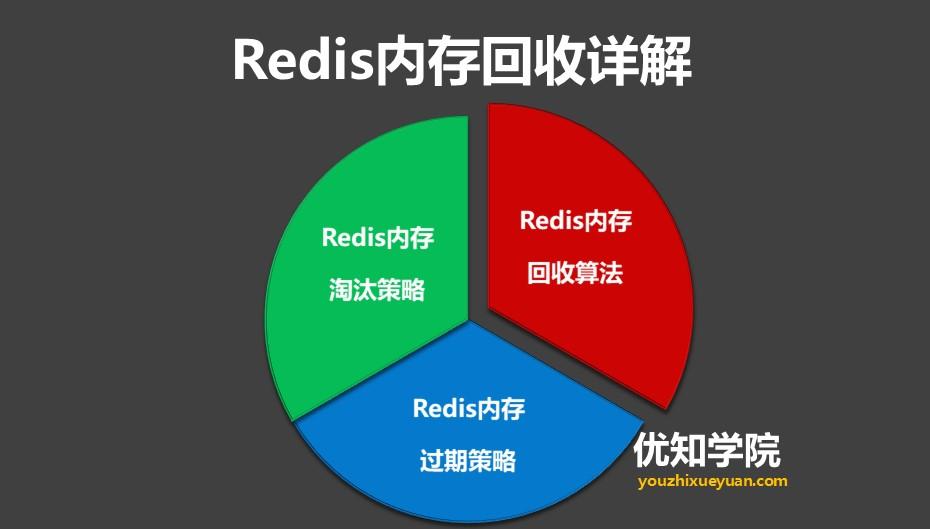 Redis内存回收详解
Redis内存
淘汰策略
Redis内存
回收算法
Redis内存
过期策略
优知学院
youzhixueyuan.com